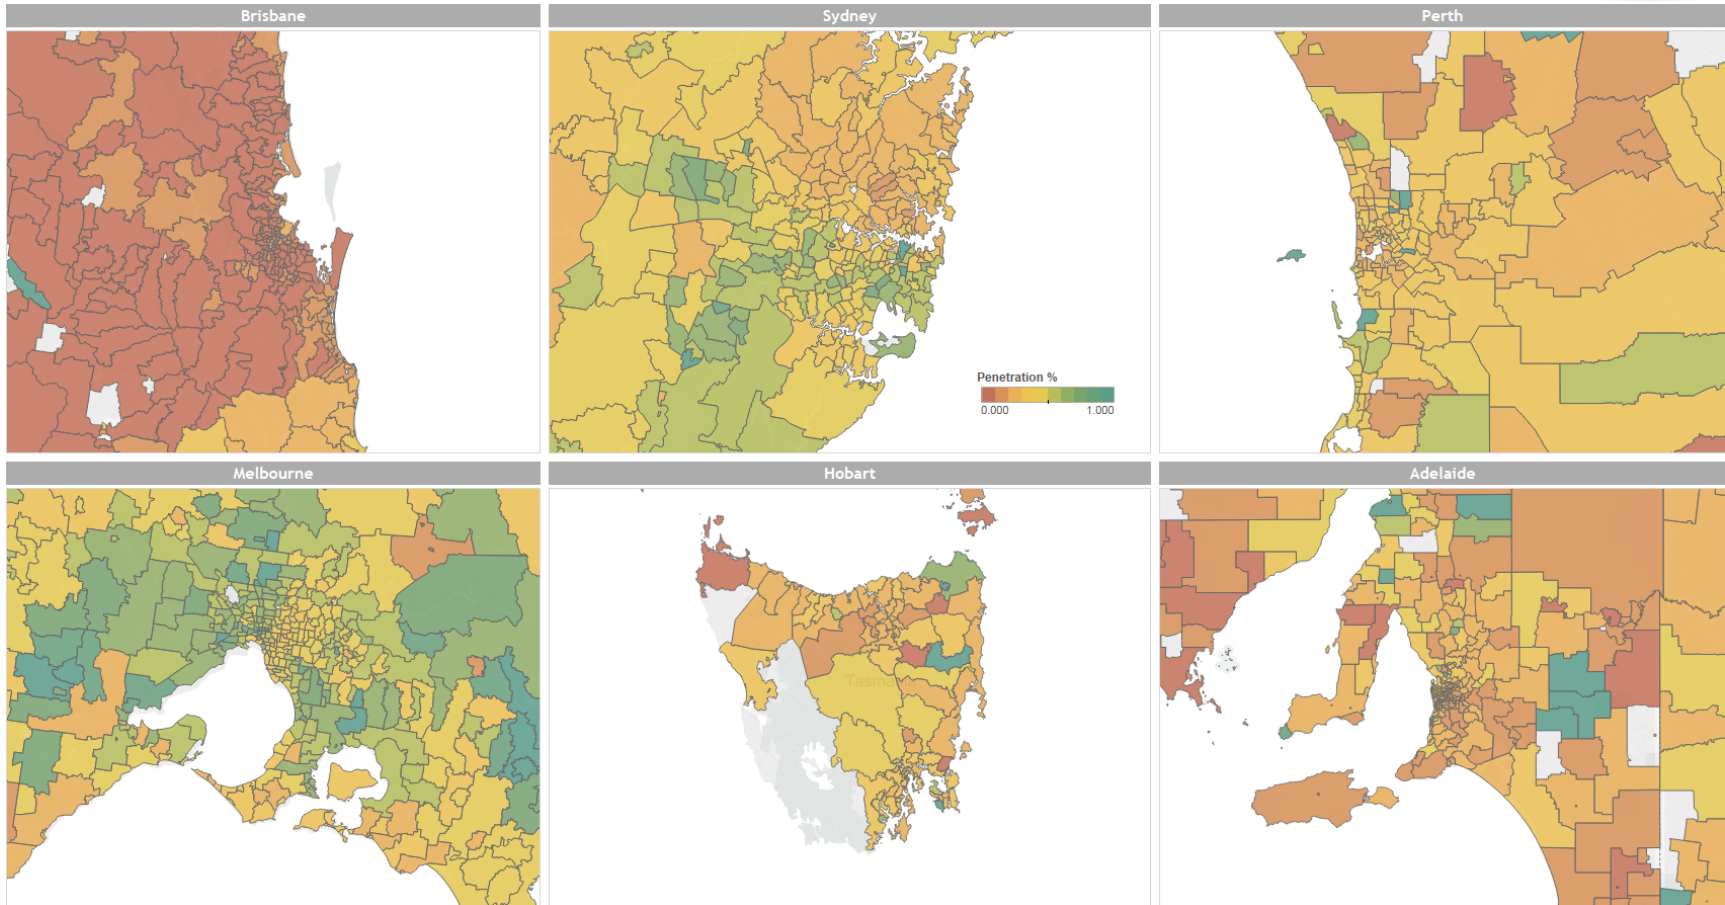 Brisbane
Sydney
Perth
Penetration %
0.000 1.000
Melbourne
Hobart
Adelaide